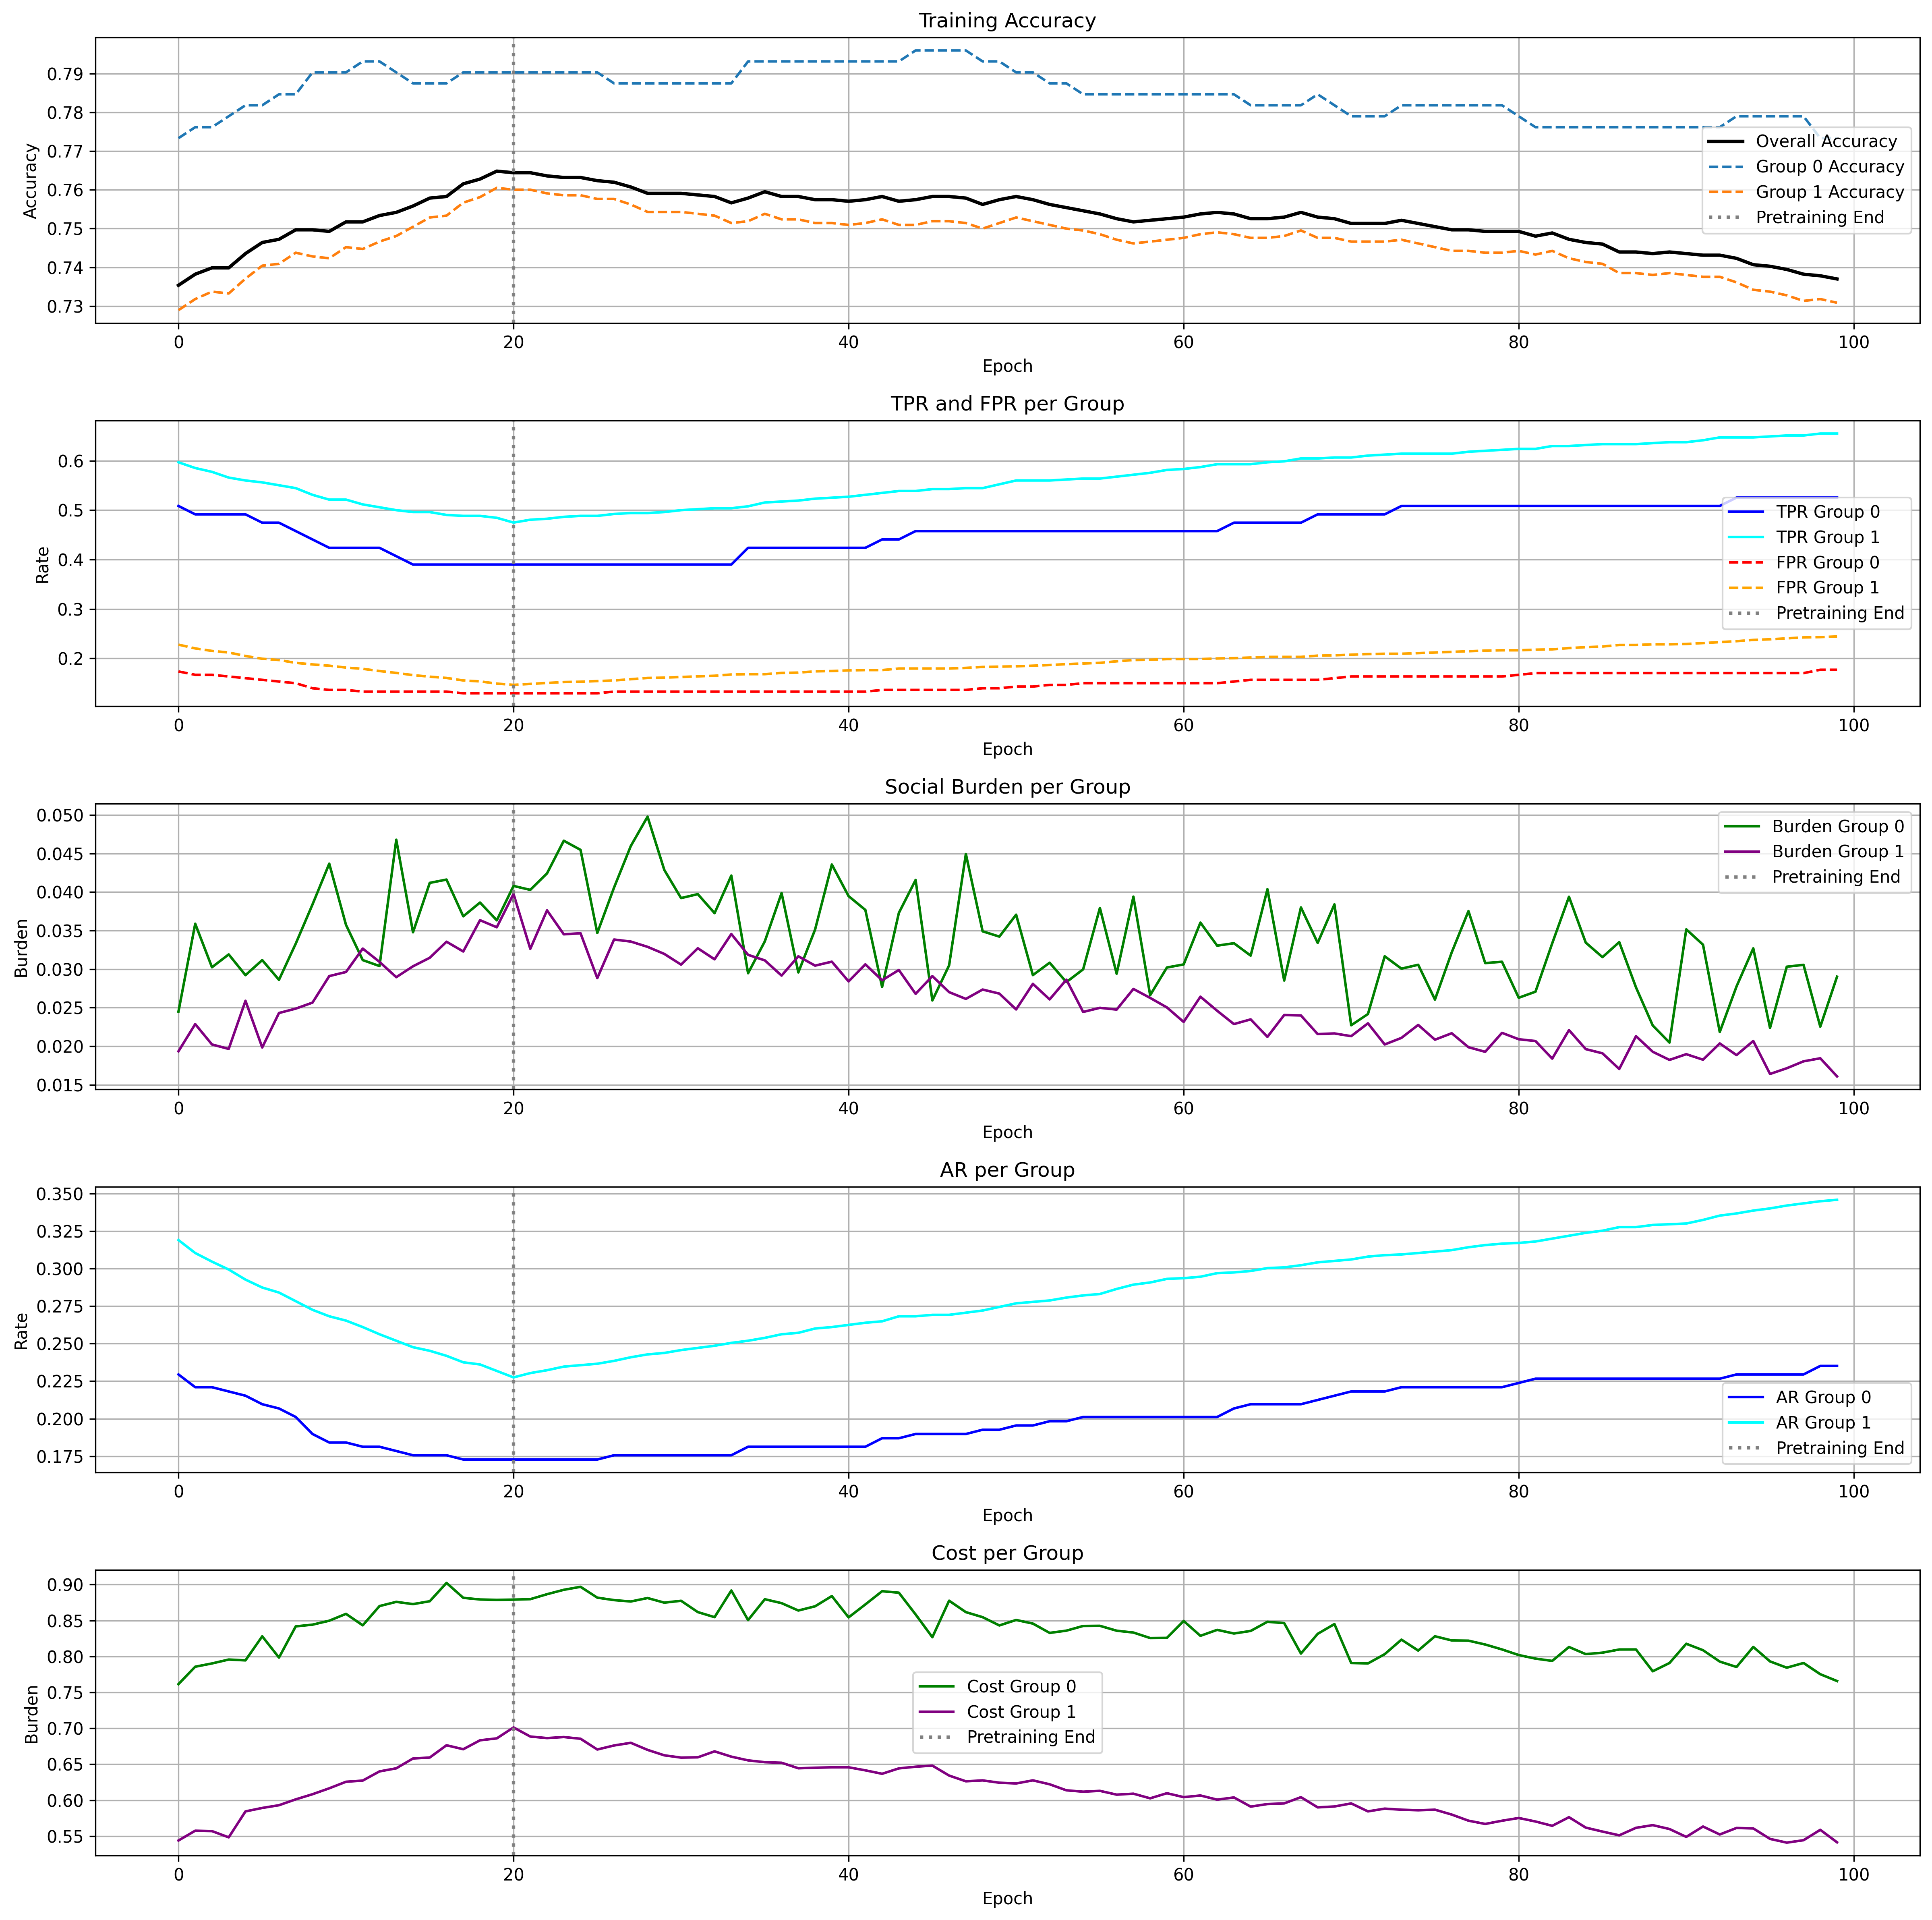 Training Accuracy
Accuracy
0.79
0.78
0.77
0.76
0.75
0.74
0.73
Overall Accuracy
Group 0 Accuracy
Group 1 Accuracy
Pretraining End
0 20 40 60 80 100
Epoch
TPR and FPR per Group
Rate
0.6
0.5
0.4
0.3
0.2
TPR Group 0
TPR Group 1
FPR Group 0
FPR Group 1
Pretraining End
0 20 40 60 80 100
Epoch
Social Burden per Group
Burden
0.050
0.045
0.040
0.035
0.030
0.025
0.020
0.015
Burden Group 0
Burden Group 1
Pretraining End
0 20 40 60 80 100
Epoch
AR per Group
Rate
0.350
0.325
0.300
0.275
0.250
0.225
0.200
0.175
AR Group 0
AR Group 1
Pretraining End
0 20 40 60 80 100
Epoch
Cost per Group
Burden
0.90
0.85
0.80
0.75
0.70
0.65
0.60
0.55
Cost Group 0
Cost Group 1
Pretraining End
0 20 40 60 80 100
Epoch